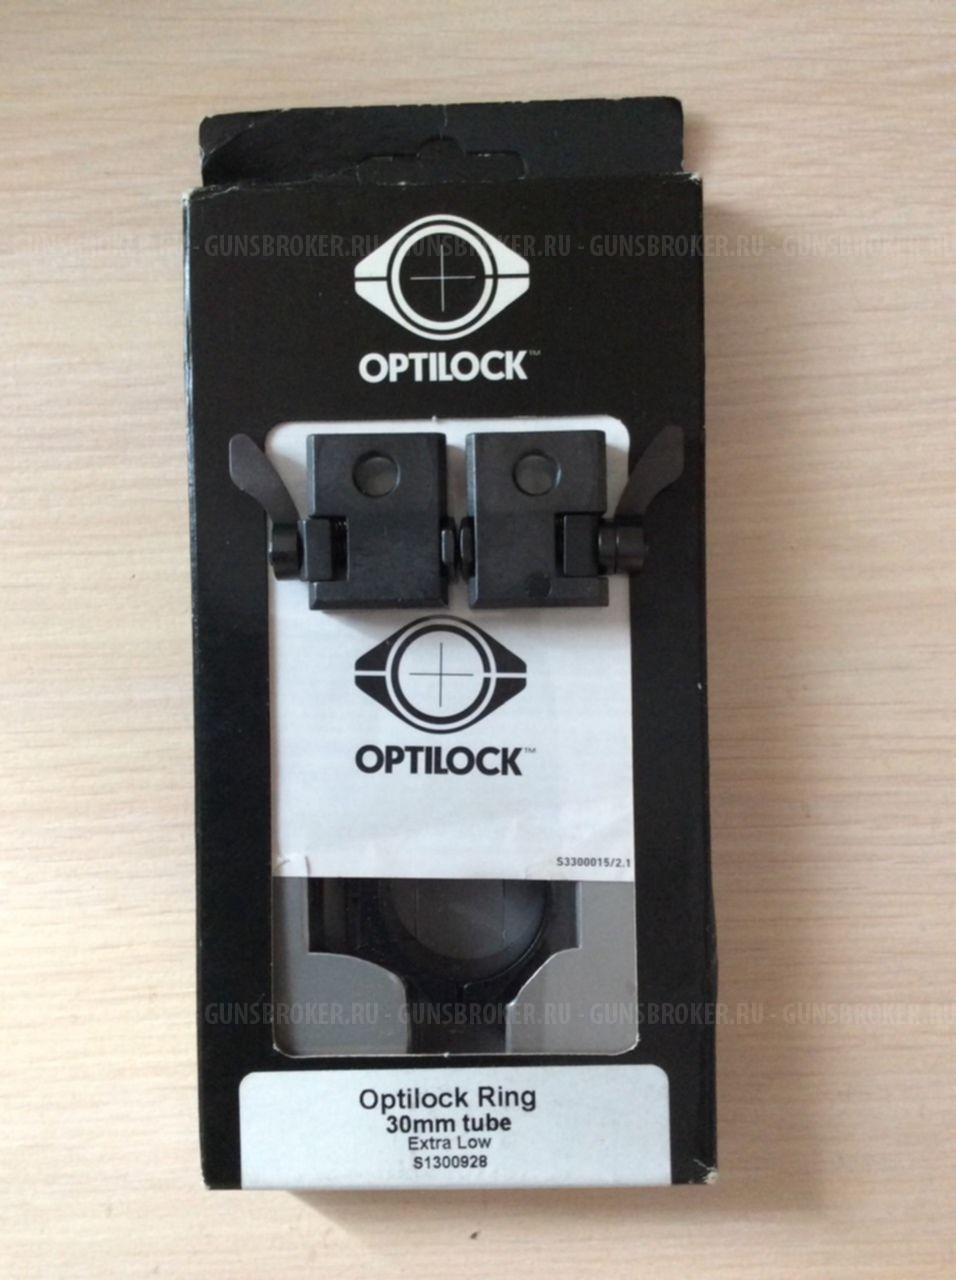 - GUNSBROKER.RU - GUNSBROKER.RU - GUNSBROKER.RU - GUNSBROKER.RU
OPTILOCK™
OPTILOCK™
S3300015/2.1
- GUNSBROKER.RU - GUNSBROKER.RU - GUNSBROKER.RU - GUNSBROKER.RU
Optilock Ring
30mm tube
Extra Low
S1300928